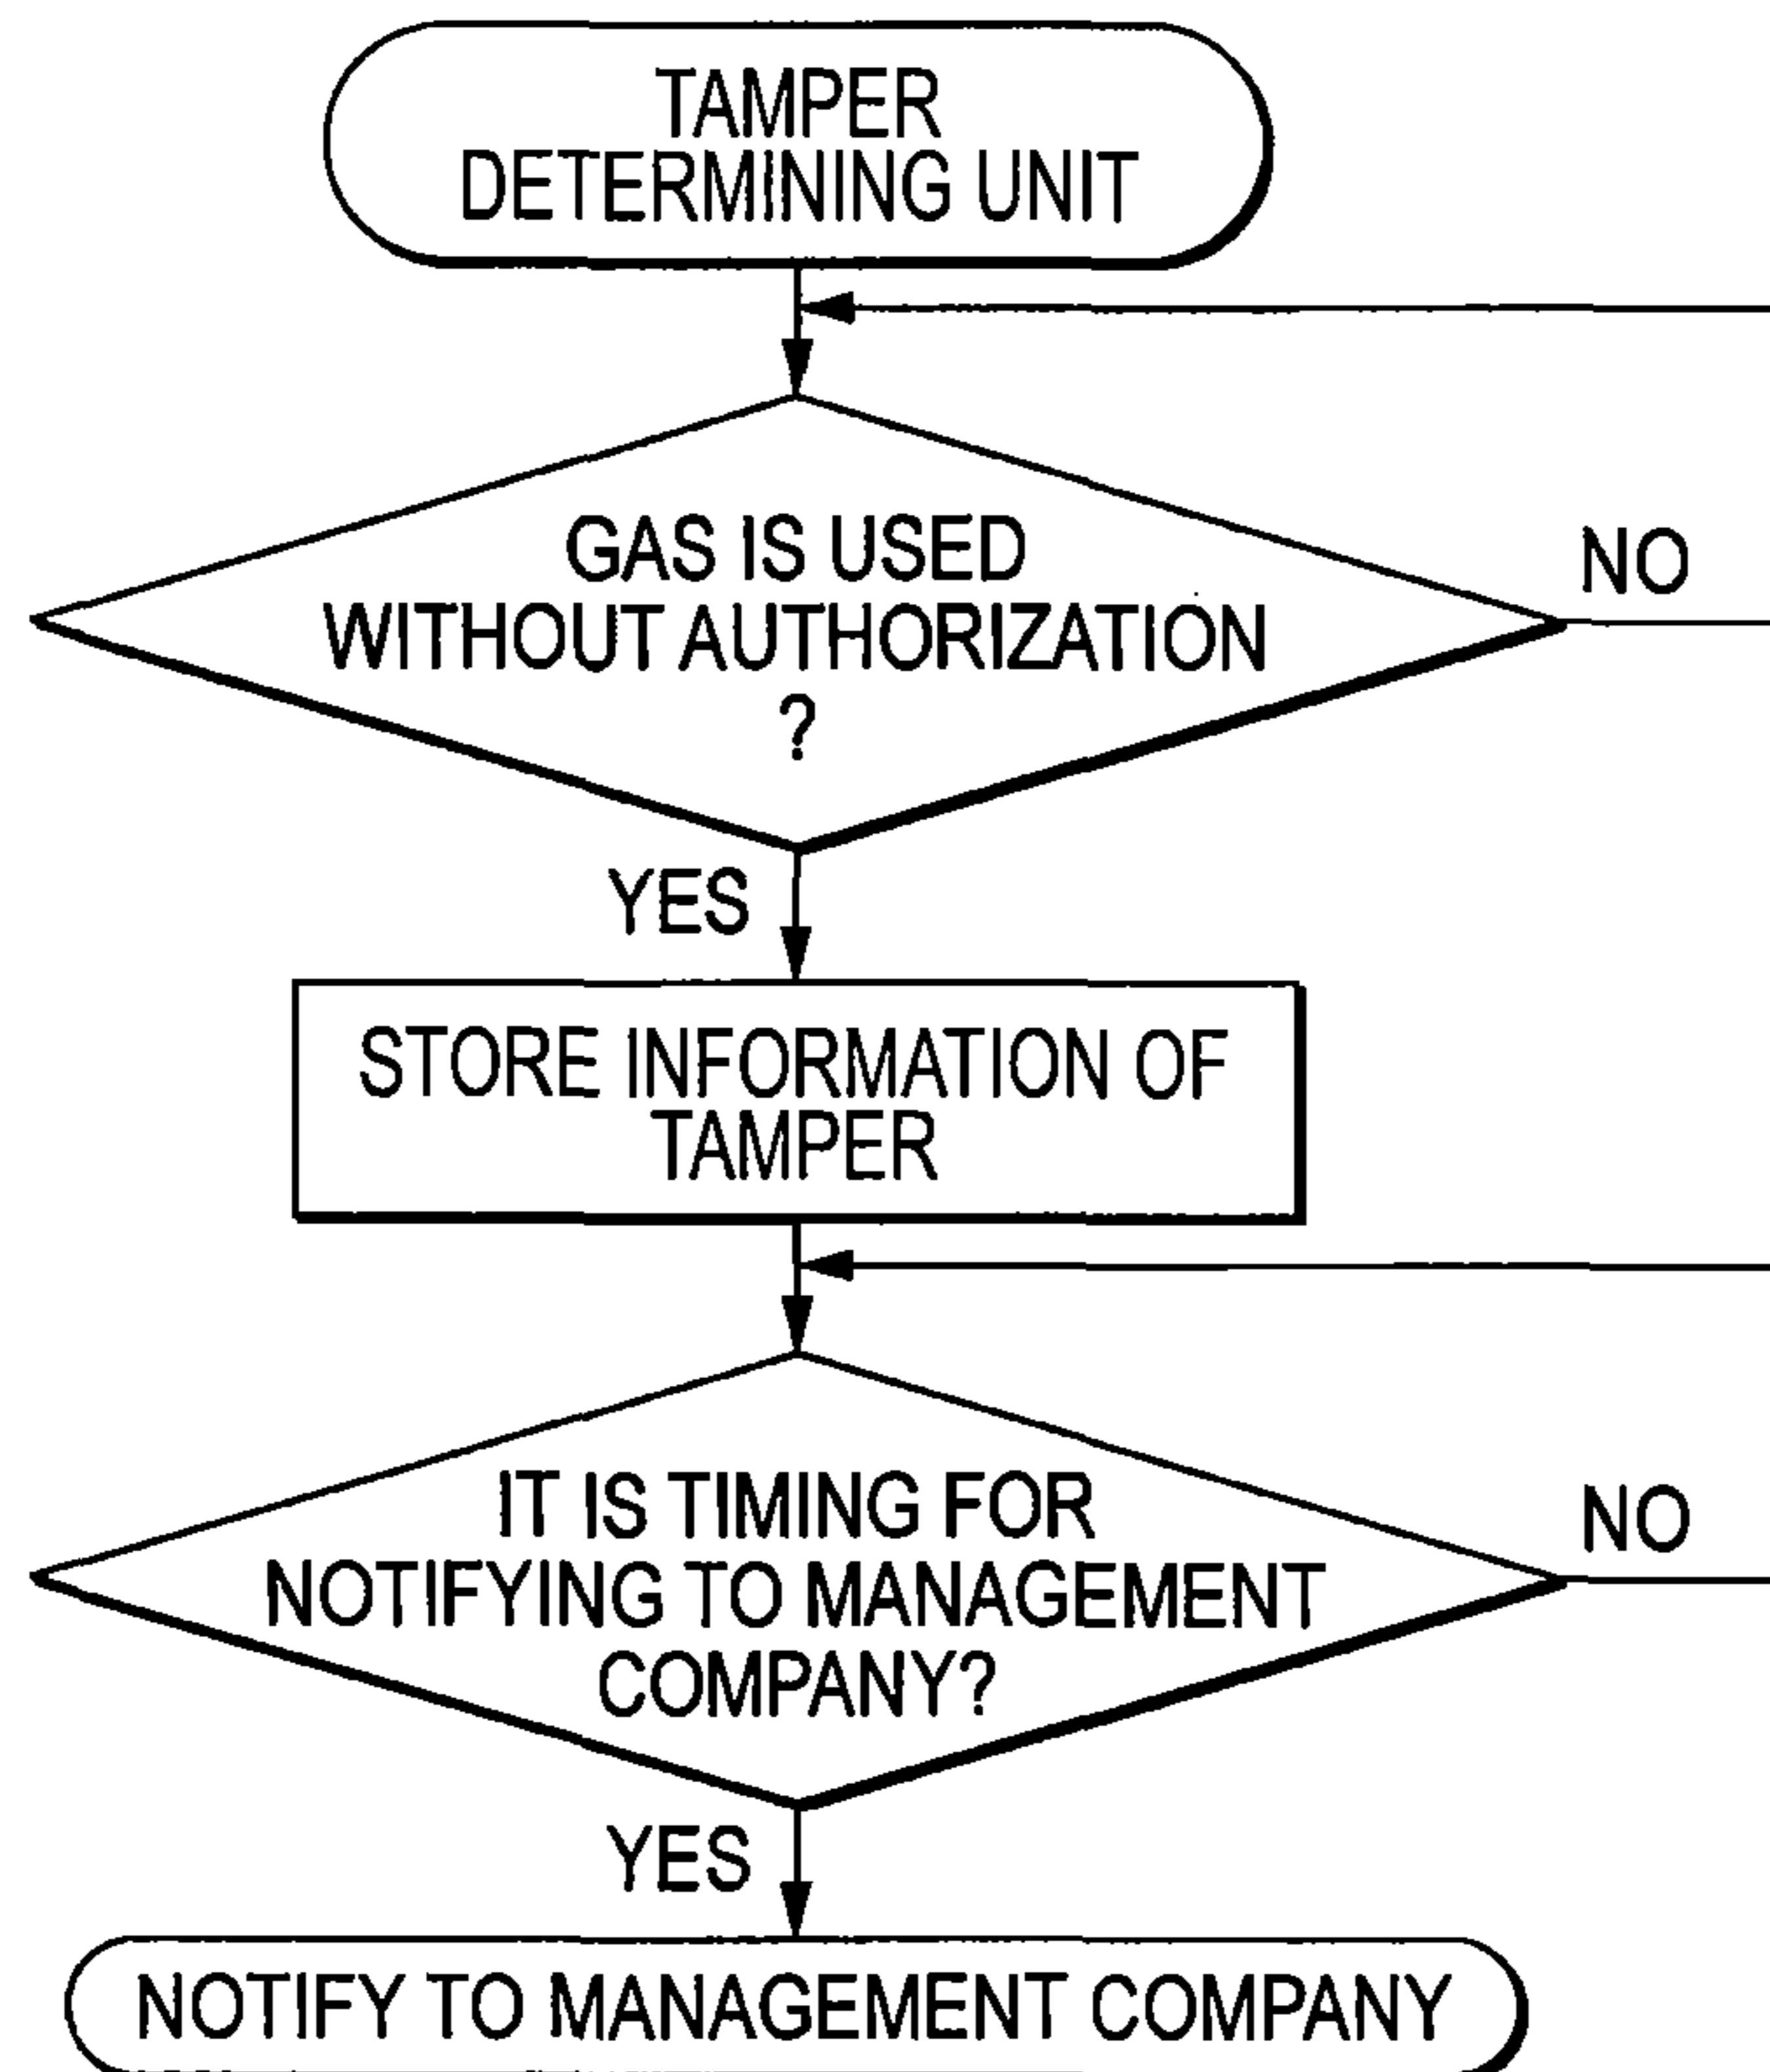 TAMPER
DETERMINING UNIT
GAS IS USED
NO
WITHOUT AUTHORIZATION
?
YES
STORE INFORMATION OF
TAMPER
IT IS TIMING FOR
NO
NOTIFYING TO MANAGEMENT
COMPANY?
YES
NOTIFY TO MANAGEMENT COMPANY